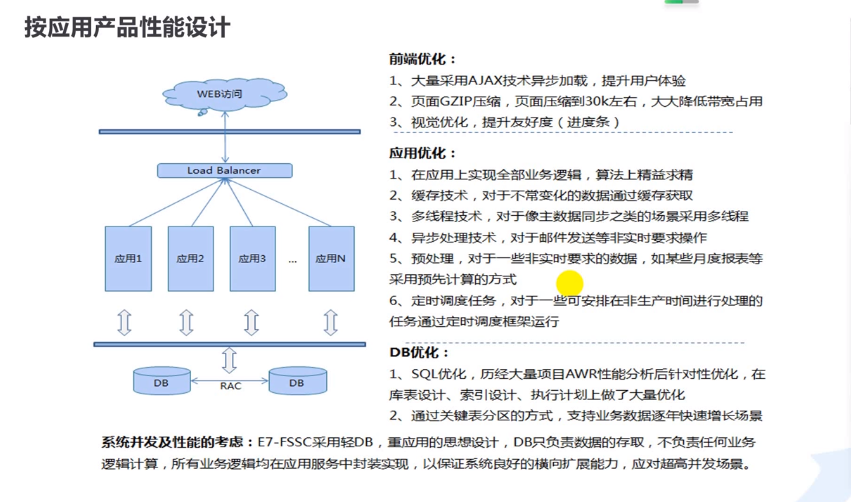 按应用产品性能设计
WEB访问
Load Balancer
应用1
应用2
应用3
...
应用N
DB
RAC
DB
前端优化：
1、大量采用AJAX技术异步加载，提升用户体验
2、页面GZIP压缩，页面压缩到30k左右，大大降低带宽占用
3、视觉优化，提升友好度（进度条）
应用优化：
1、在应用上实现全部业务逻辑，算法上精益求精
2、缓存技术，对于不常变化的数据通过缓存获取
3、多线程技术，对于像主数据同步之类的场景采用多线程
4、异步处理技术，对于邮件发送等非实时要求操作
5、预处理，对于一些非实时要求的数据，如某些月度报表等
采用预先计算的方式
6、定时调度任务，对于一些可安排在非生产时间进行处理的
任务通过定时调度框架运行
DB优化：
1、SQL优化，历经大量项目AWR性能分析后针对性优化，在
库表设计、索引设计、执行计划上做了大量优化
2、通过关键表分区的方式，支持业务数据逐年快速增长场景
系统并发及性能的考虑：E7-FSSC采用轻DB，重应用的思想设计，DB只负责数据的存取，不负责任何业务
逻辑计算，所有业务逻辑均在应用服务中封装实现，以保证系统良好的横向扩展能力，应对超高并发场景。